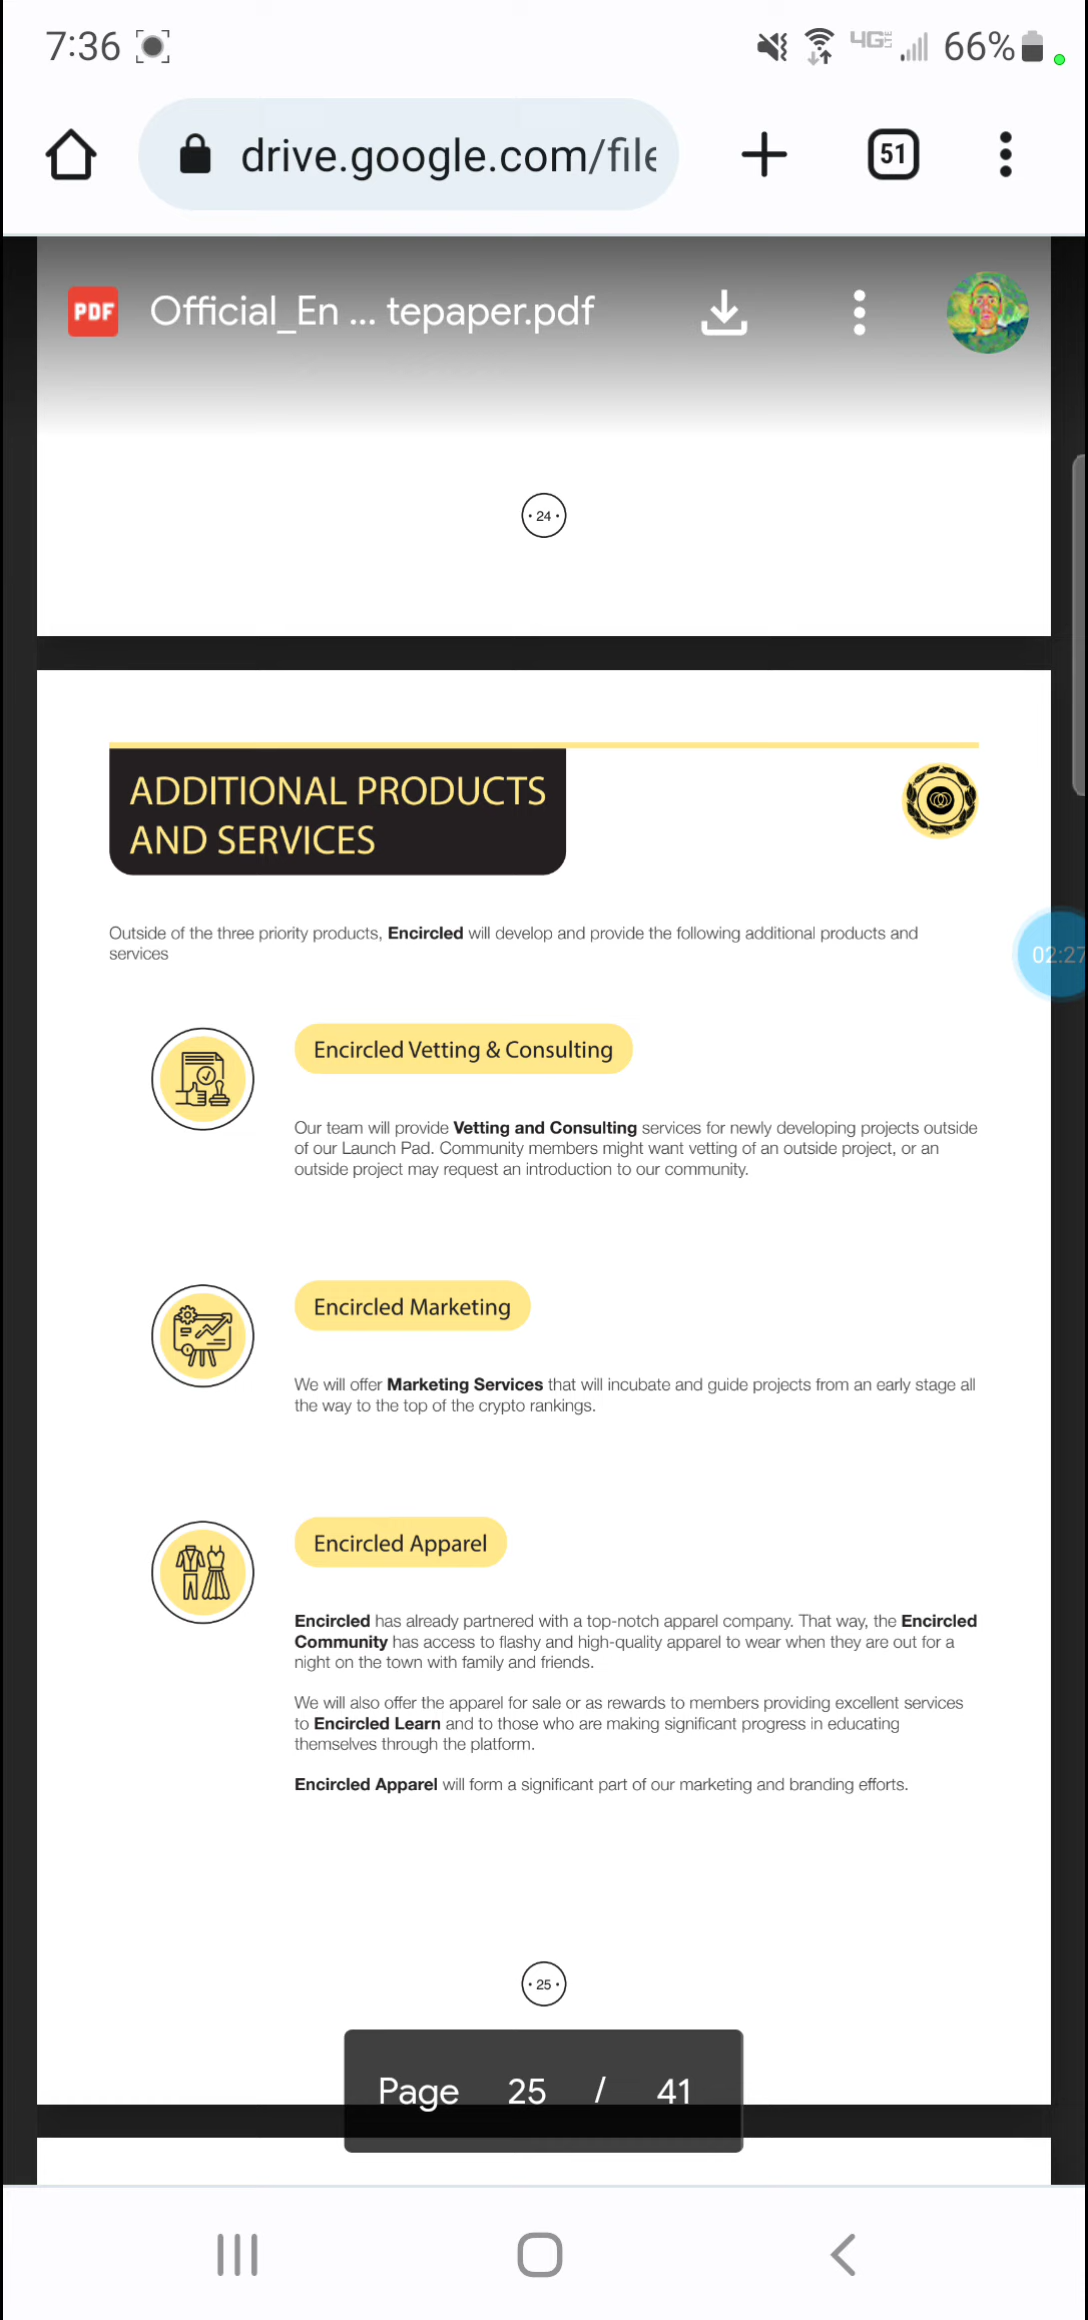 7:36
4G LTE 66%
drive.google.com/file
51
PDF Official_En ... tepaper.pdf
24
ADDITIONAL PRODUCTS
AND SERVICES
Outside of the three priority products, Encircled will develop and provide the following additional products and
services
02:27
Encircled Vetting & Consulting
Our team will provide Vetting and Consulting services for newly developing projects outside
of our Launch Pad. Community members might want vetting of an outside project, or an
outside project may request an introduction to our community.
Encircled Marketing
We will offer Marketing Services that will incubate and guide projects from an early stage all
the way to the top of the crypto rankings.
Encircled Apparel
Encircled has already partnered with a top-notch apparel company. That way, the Encircled
Community has access to flashy and high-quality apparel to wear when they are out for a
night on the town with family and friends.
We will also offer the apparel for sale or as rewards to members providing excellent services
to Encircled Learn and to those who are making significant progress in educating
themselves through the platform.
Encircled Apparel will form a significant part of our marketing and branding efforts.
25
Page 25 / 41